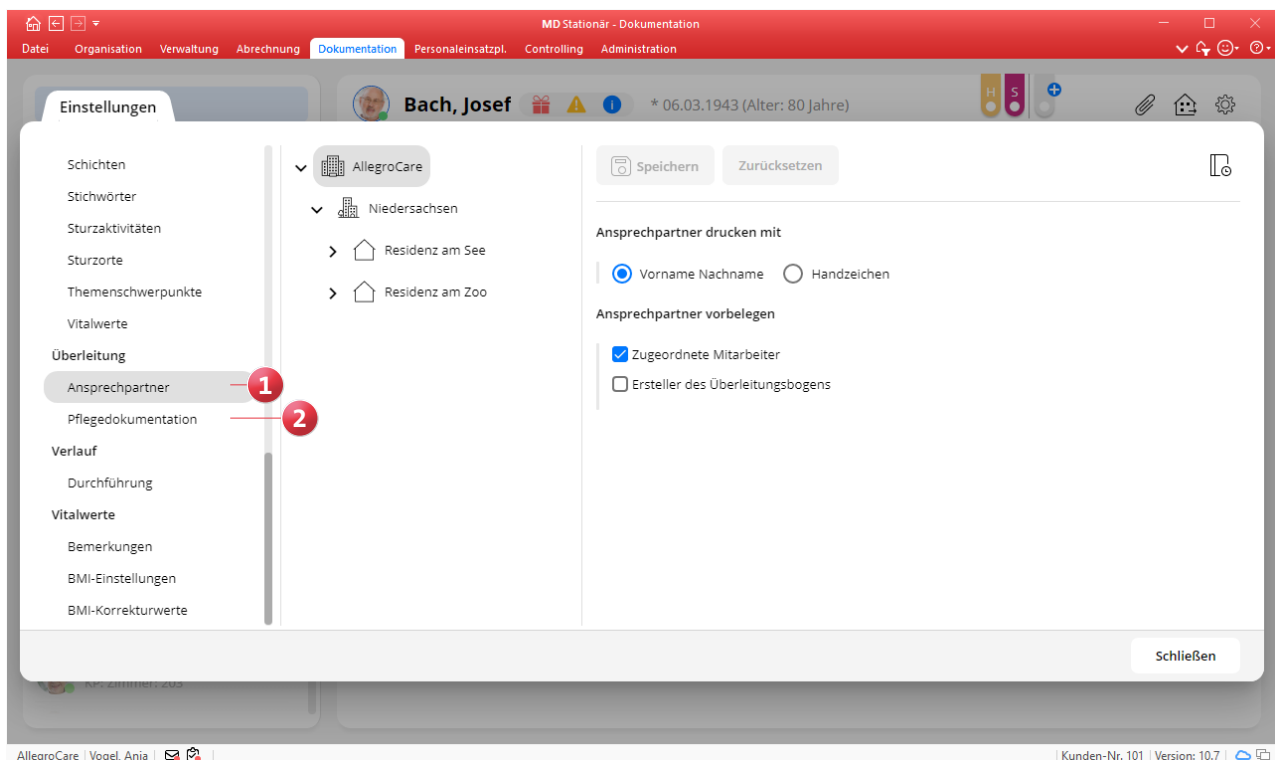 MD Stationär - Dokumentation
Datei Organisation Verwaltung Abrechnung Dokumentation Personaleinsatzpl. Controlling Administration
Einstellungen
Bach, Josef * 06.03.1943 (Alter: 80 Jahre)
H S
Schichten
Stichwörter
Sturzaktivitäten
Sturzorte
Themenschwerpunkte
Vitalwerte
Überleitung
Ansprechpartner 1
Pflegedokumentation 2
Verlauf
Durchführung
Vitalwerte
Bemerkungen
BMI-Einstellungen
BMI-Korrekturwerte
AllegroCare
Niedersachsen
Residenz am See
Residenz am Zoo
Speichern Zurücksetzen
Ansprechpartner drucken mit
Vorname Nachname Handzeichen
Ansprechpartner vorbelegen
Zugeordnete Mitarbeiter
Ersteller des Überleitungsbogens
Schließen
KP: Zimmer: 203
AllegroCare | Vogel, Anja Kunden-Nr. 101 | Version: 10.7